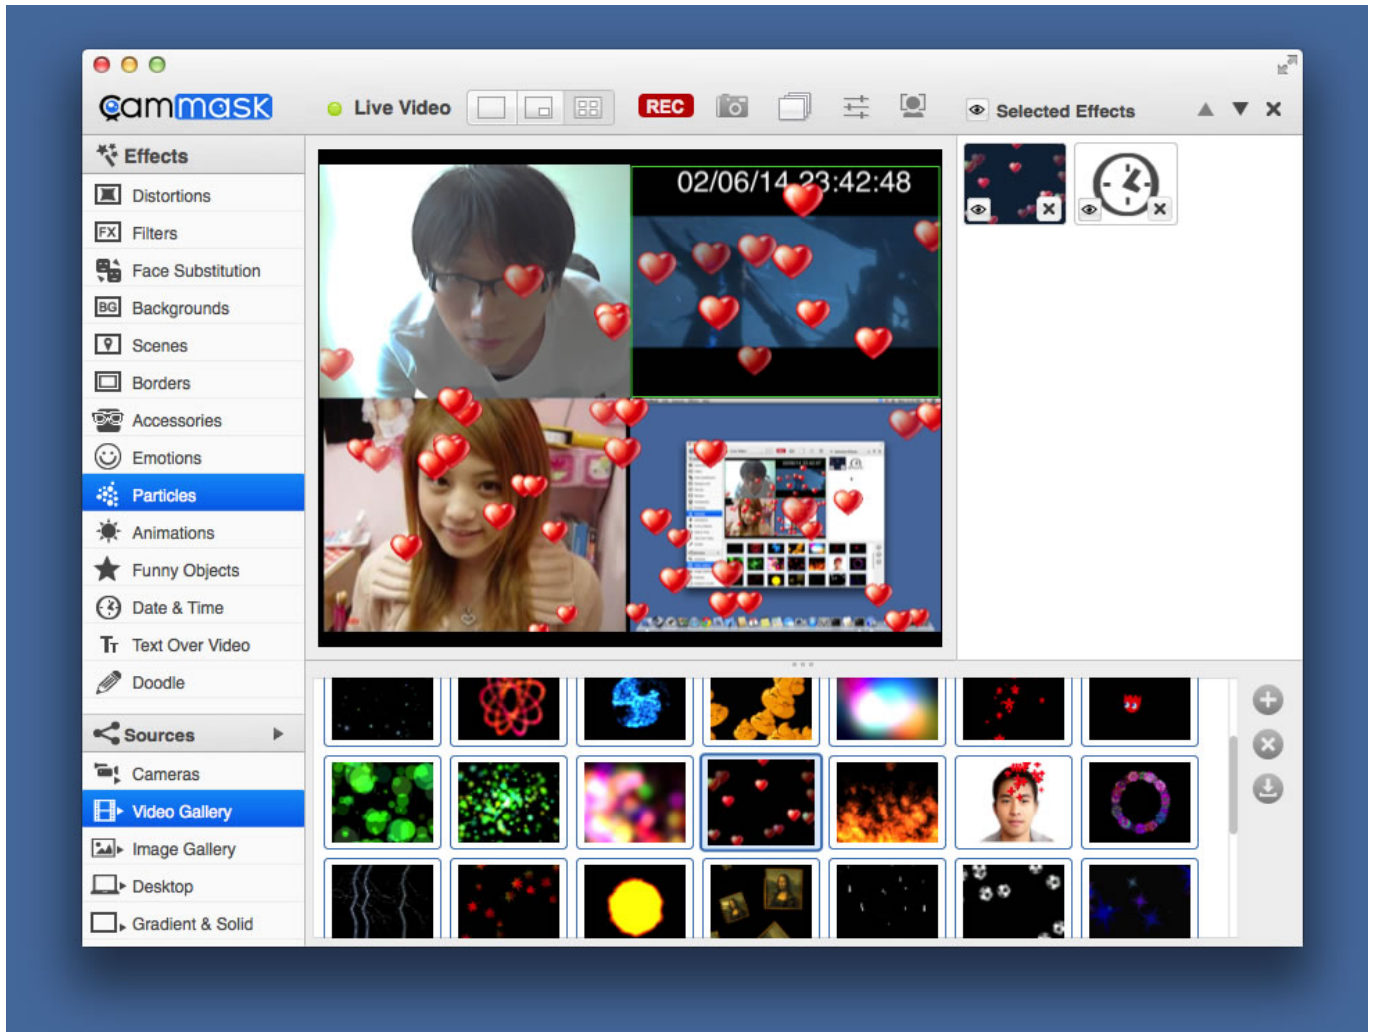 cammask
Live Video
REC
Selected Effects
Effects
Distortions
FX Filters
Face Substitution
BG Backgrounds
Scenes
Borders
Accessories
Emotions
Particles
Animations
Funny Objects
Date & Time
TT Text Over Video
Doodle
Sources
Cameras
Video Gallery
Image Gallery
Desktop
Gradient & Solid
02/06/14 23:42:48